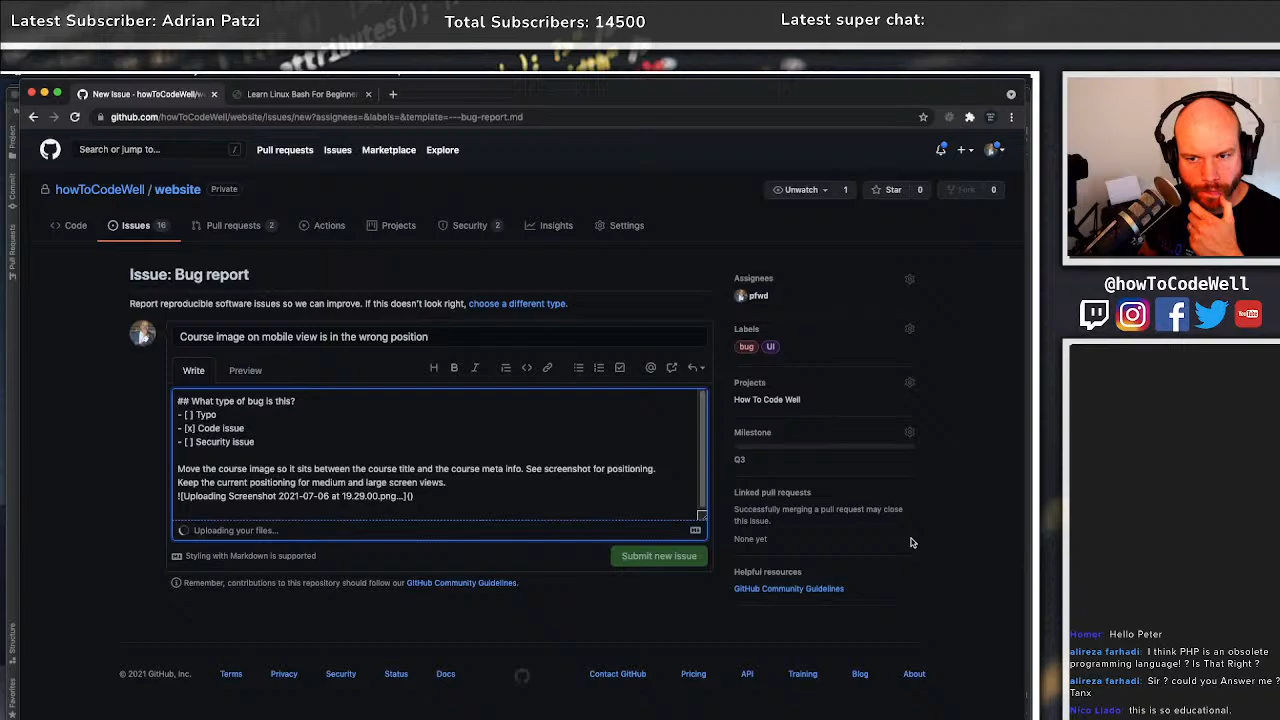 Latest Subscriber: Adrian Patzi
Total Subscribers: 14500
Latest super chat:
New Issue - howToCodeWell/w
Learn Linux Bash For Beginner
github.com/howToCodeWell/website/issues/new?assignees=&labels=&template=---bug-report.md
Search or jump to...
/
Pull requests
Issues
Marketplace
Explore
howToCodeWell / website
Private
Unwatch
1
Star
0
Fork
0
Code
Issues 16
Pull requests 2
Actions
Projects
Security 2
Insights
Settings
Project
Commit
Pull Requests
Structure
Favorites
Issue: Bug report
Report reproducible software issues so we can improve. If this doesn't look right, choose a different type.
Course image on mobile view is in the wrong position
Write
Preview
## What type of bug is this?
- [ ] Typo
- [x] Code issue
- [ ] Security issue
Move the course image so it sits between the course title and the course meta info. See screenshot for positioning.
Keep the current positioning for medium and large screen views.
![Uploading Screenshot 2021-07-06 at 19.29.00.png...]()
Uploading your files...
Styling with Markdown is supported
Submit new issue
Remember, contributions to this repository should follow our GitHub Community Guidelines.
Assignees
pfwd
Labels
bug
UI
Projects
How To Code Well
Milestone
Q3
Linked pull requests
Successfully merging a pull request may close
this issue.
None yet
Helpful resources
GitHub Community Guidelines
© 2021 GitHub, Inc.
Terms
Privacy
Security
Status
Docs
Contact GitHub
Pricing
API
Training
Blog
About
@howToCodeWell
You Tube
Homer: Hello Peter
alireza farhadi: I think PHP is an obsolete
programming language! ? Is That Right ?
alireza farhadi: Sir ? could you Answer me ?
Tanx
Nico Liado: this is so educational.